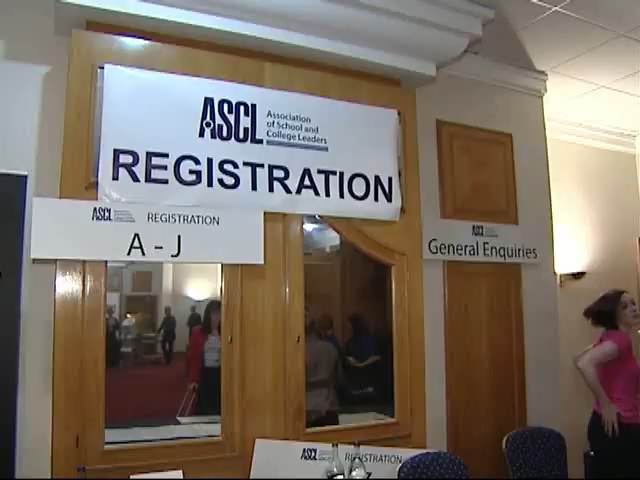 ASCL Association
of School and
College Leaders
REGISTRATION
ASCL REGISTRATION
A - J
ASCL
General Enquiries
ASCL REGISTRATION